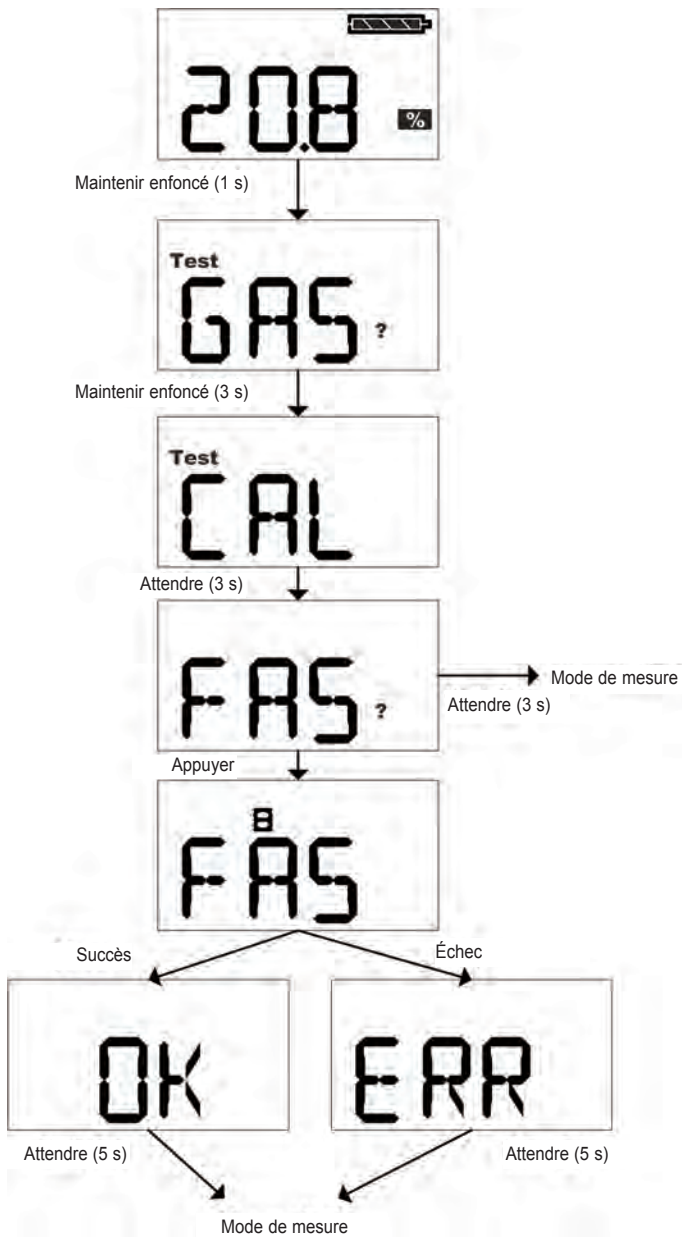 20.8
%
Maintenir enfoncé (1 s)
Test
GAS ?
Maintenir enfoncé (3 s)
Test
CAL
Attendre (3 s)
FAS ?
Mode de mesure
Attendre (3 s)
Appuyer
FAS
Succès
Échec
OK
ERR
Attendre (5 s)
Attendre (5 s)
Mode de mesure